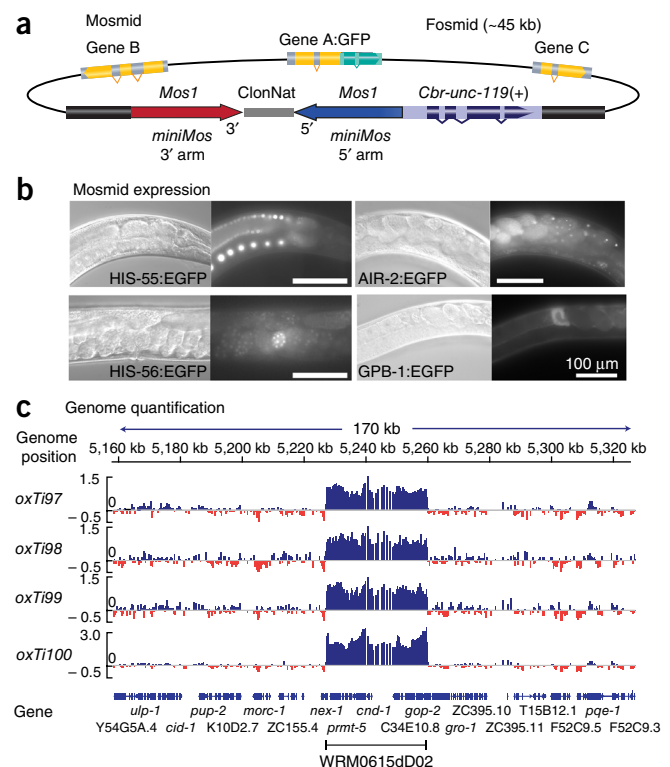 a
Mosmid
Fosmid (~45 kb)
Gene B
Gene A:GFP
Gene C
Mos1
ClonNat
Mos1
Cbr-unc-119(+)
miniMos
3′
5′
miniMos
3′ arm
5′ arm
b
Mosmid expression
HIS-55:EGFP
AIR-2:EGFP
HIS-56:EGFP
GPB-1:EGFP
100 μm
c
Genome quantification
170 kb
Genome
position
5,160 kb 5,180 kb 5,200 kb 5,220 kb 5,240 kb 5,260 kb 5,280 kb 5,300 kb 5,320 kb
oxTi97
1.5
0
–0.5
oxTi98
1.5
0
–0.5
oxTi99
1.5
0
–0.5
oxTi100
3.0
0
–0.5
Gene
ulp-1 pup-2 morc-1 nex-1 cnd-1 gop-2 ZC395.10 T15B12.1 pqe-1
Y54G5A.4 cid-1 K10D2.7 ZC155.4 prmt-5 C34E10.8 gro-1 ZC395.11 F52C9.5 F52C9.3
WRM0615dD02